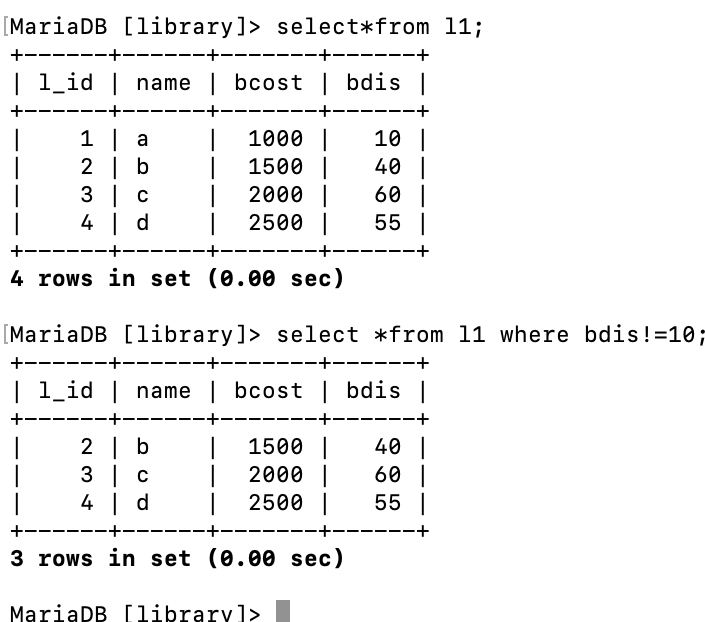 [MariaDB [library]> select*from l1;
+------+------+-------+------+
| l_id | name | bcost | bdis |
+------+------+-------+------+
|    1 | a    |  1000 |   10 |
|    2 | b    |  1500 |   40 |
|    3 | c    |  2000 |   60 |
|    4 | d    |  2500 |   55 |
+------+------+-------+------+
4 rows in set (0.00 sec)

[MariaDB [library]> select *from l1 where bdis!=10;
+------+------+-------+------+
| l_id | name | bcost | bdis |
+------+------+-------+------+
|    2 | b    |  1500 |   40 |
|    3 | c    |  2000 |   60 |
|    4 | d    |  2500 |   55 |
+------+------+-------+------+
3 rows in set (0.00 sec)

MariaDB [library]>